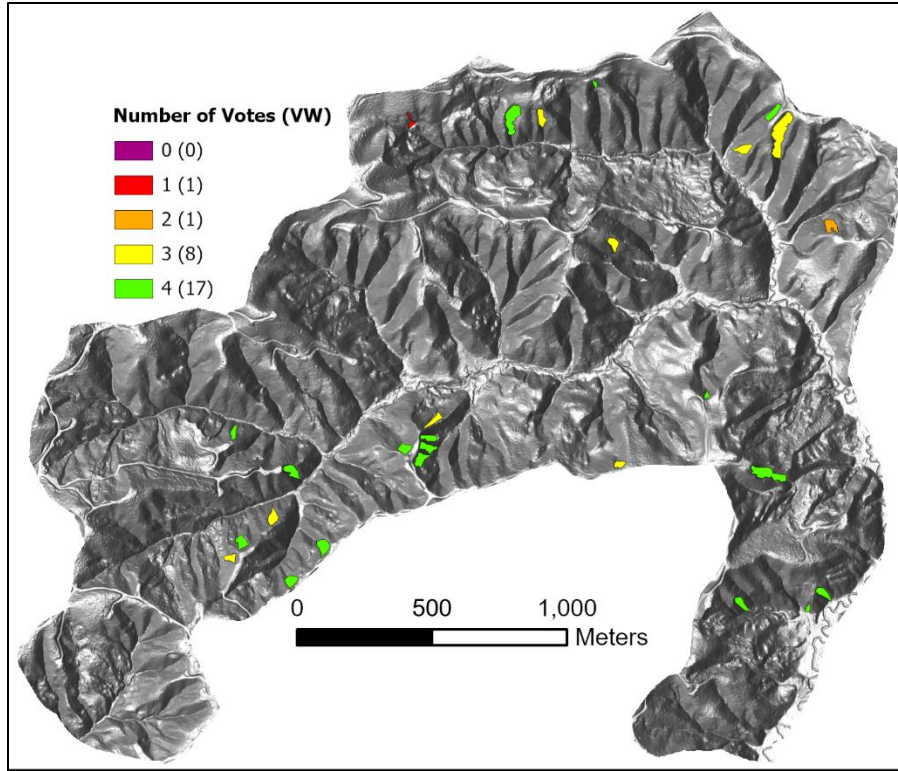 Number of Votes (VW)
0 (0)
1 (1)
2 (1)
3 (8)
4 (17)
0 500 1,000
Meters